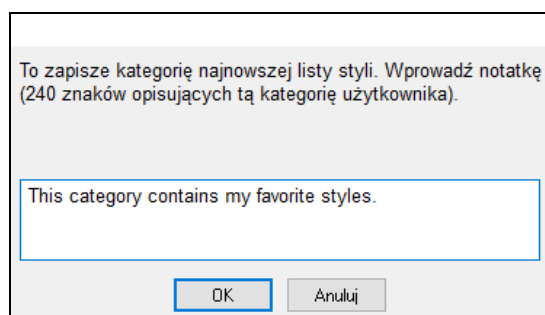 To zapisze kategorię najnowszej listy styli. Wprowadź notatkę
(240 znaków opisujących tą kategorię użytkownika).
This category contains my favorite styles.
OK Anuluj